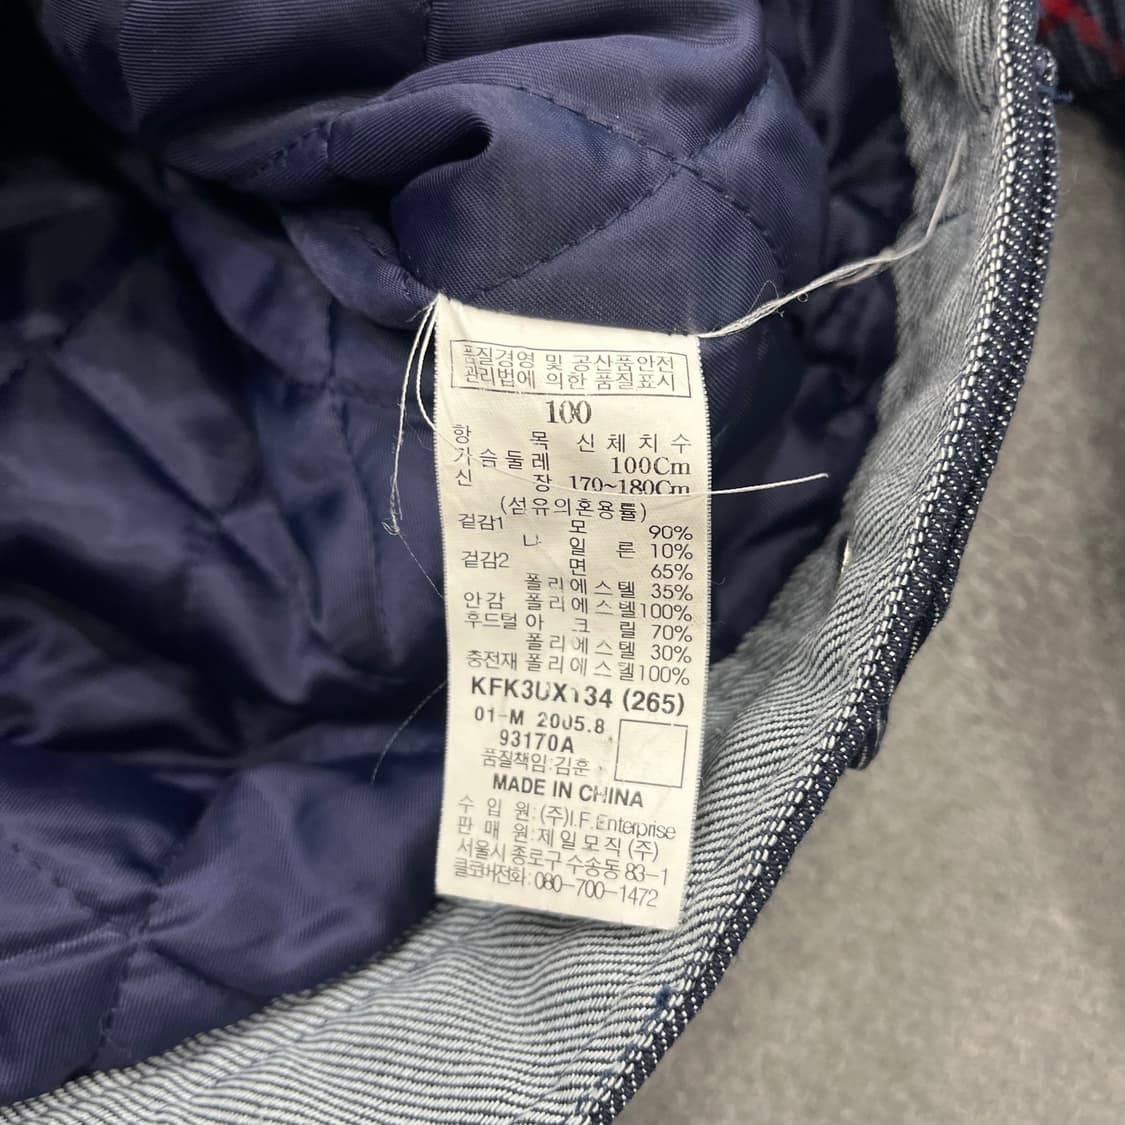 품질경영 및 공산품안전
관리법에 의한 품질표시
100
항 목 신 체 치 수
가슴둘레 100Cm
신 장 170~180Cm
(섬유의혼용률)
겉감1 모 90%
나 일 론 10%
겉감2 면 65%
폴리에스텔 35%
안감 폴리에스텔100%
후드털 아 크 릴 70%
폴리에스텔 30%
충전재 폴리에스텔100%
KFK3UX134 (265)
01-M 2005.8
93170A
품질책임:김훈
MADE IN CHINA
수 입 원:(주)I.F.Enterprise
판 매 원:제일모직(주)
서울시 종로구 수송동 83-1
클로버전화:080-700-1472